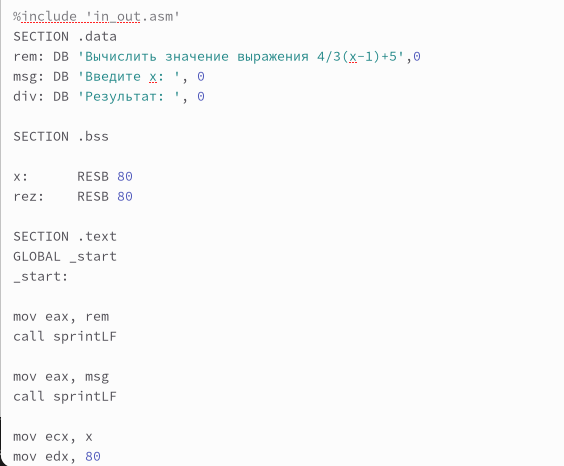 %include 'in_out.asm'
SECTION .data
rem: DB 'Вычислить значение выражения 4/3(x−1)+5',0
msg: DB 'Введите x: ', 0
div: DB 'Результат: ', 0
SECTION .bss
x: RESB 80
rez: RESB 80
SECTION .text
GLOBAL _start
_start:
mov eax, rem
call sprintLF
mov eax, msg
call sprintLF
mov ecx, x
mov edx, 80